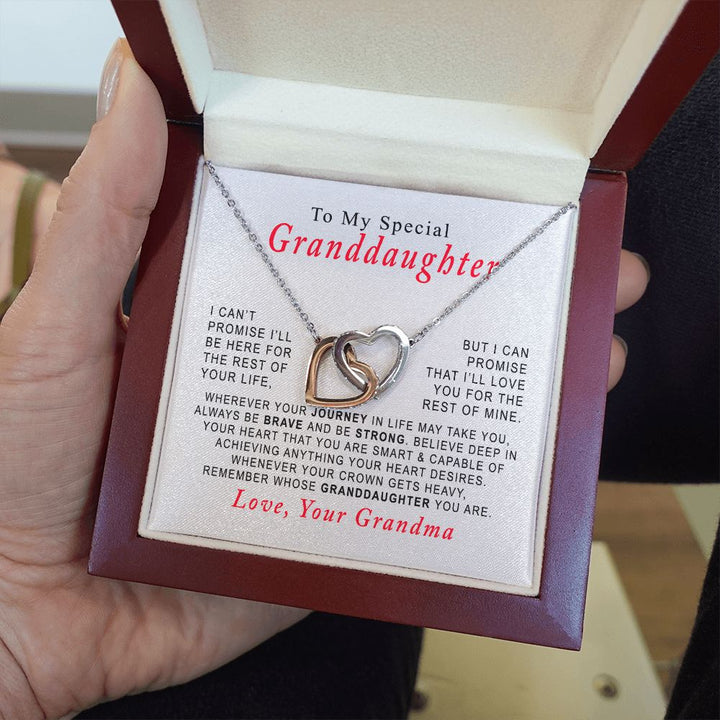 To My Special
Granddaughter
I CAN'T
PROMISE I'LL
BE HERE FOR
THE REST OF
YOUR LIFE,
BUT I CAN
PROMISE
THAT I'LL LOVE
YOU FOR THE
REST OF MINE.
WHEREVER YOUR JOURNEY IN LIFE MAY TAKE YOU,
ALWAYS BE BRAVE AND BE STRONG. BELIEVE DEEP IN
YOUR HEART THAT YOU ARE SMART & CAPABLE OF
ACHIEVING ANYTHING YOUR HEART DESIRES.
WHENEVER YOUR CROWN GETS HEAVY,
REMEMBER WHOSE GRANDDAUGHTER YOU ARE.
Love, Your Grandma